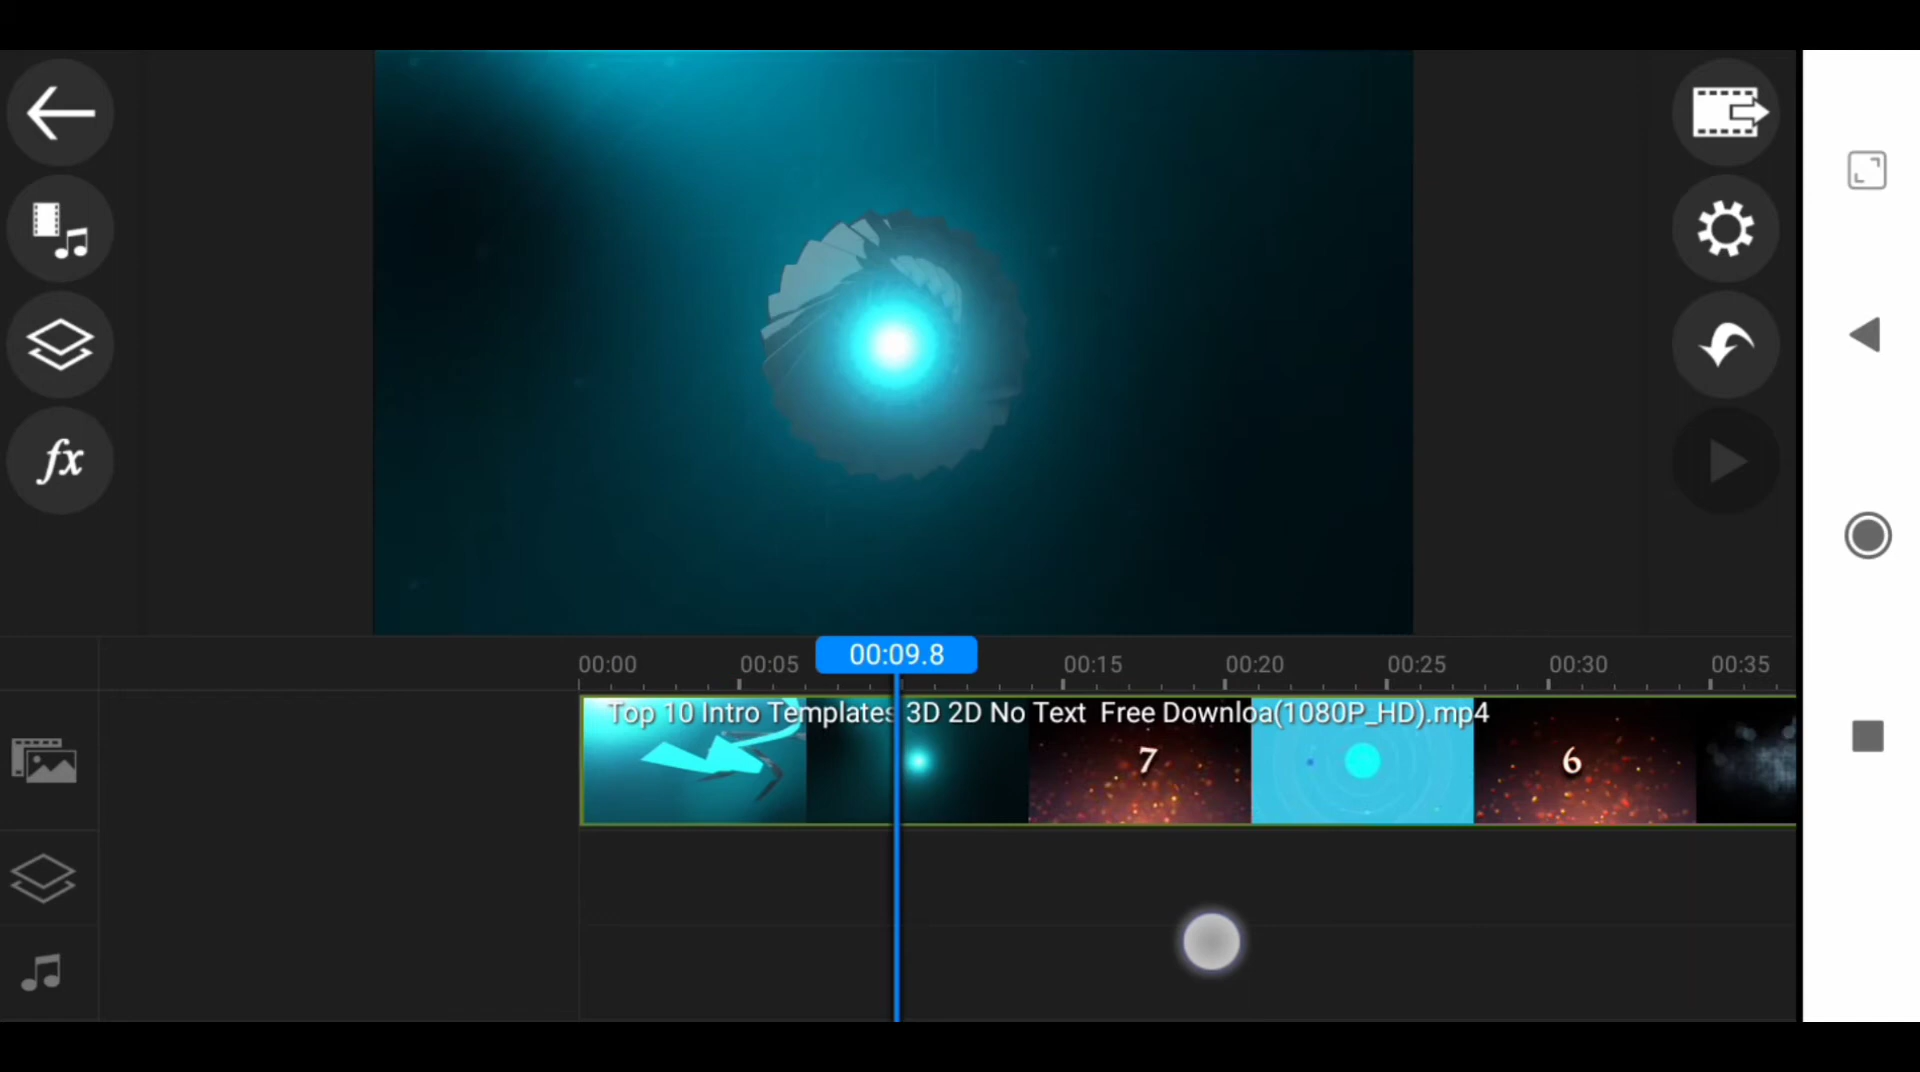 fx
00:00 00:05 00:09.8 00:15 00:20 00:25 00:30 00:35
Top 10 Intro Templates 3D 2D No Text Free Downloa(1080P_HD).mp4
7 6